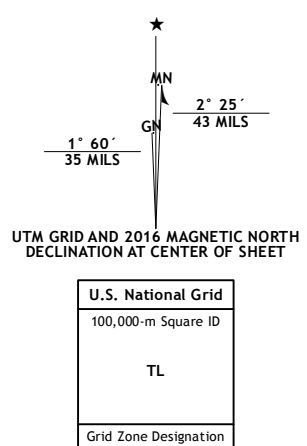 MN
GN
2° 25´
43 MILS
1° 60´
35 MILS
UTM GRID AND 2016 MAGNETIC NORTH
DECLINATION AT CENTER OF SHEET
U.S. National Grid
100,000-m Square ID
TL
Grid Zone Designation